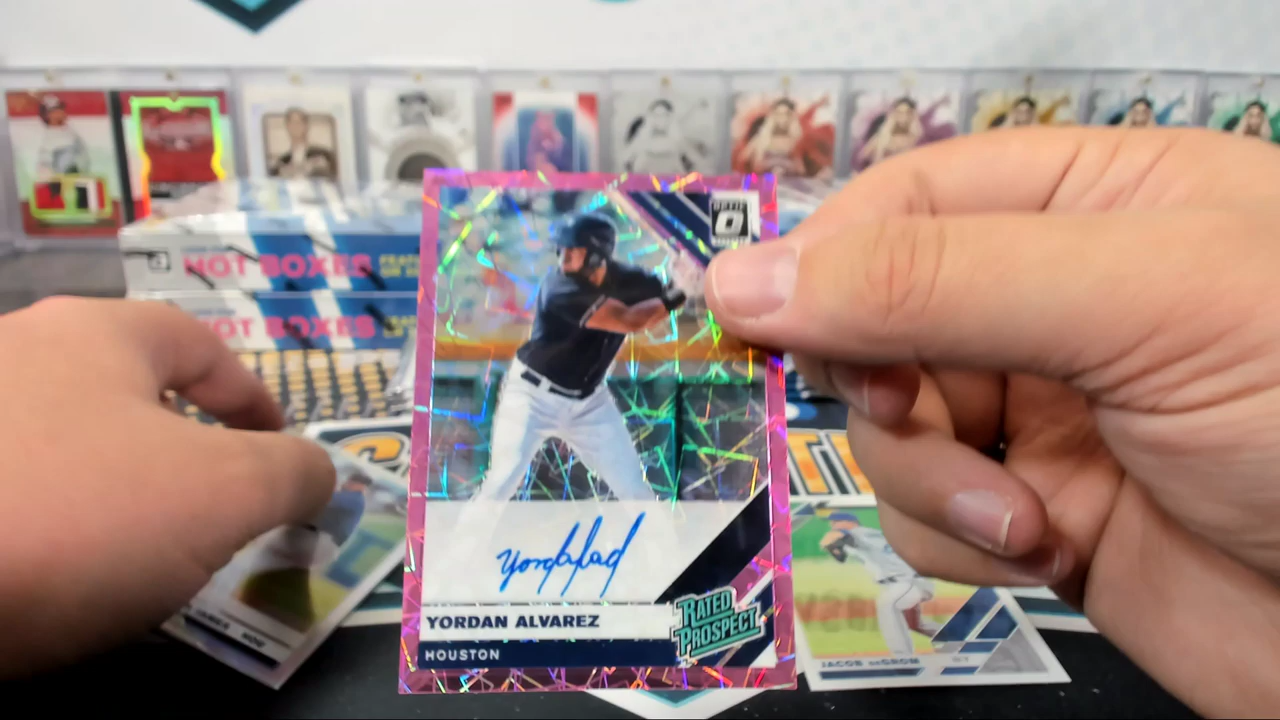 OPTIC
HOT BOXES
HOT BOXES
YORDAN ALVAREZ
RATED
PROSPECT
HOUSTON
JACOB deGROM